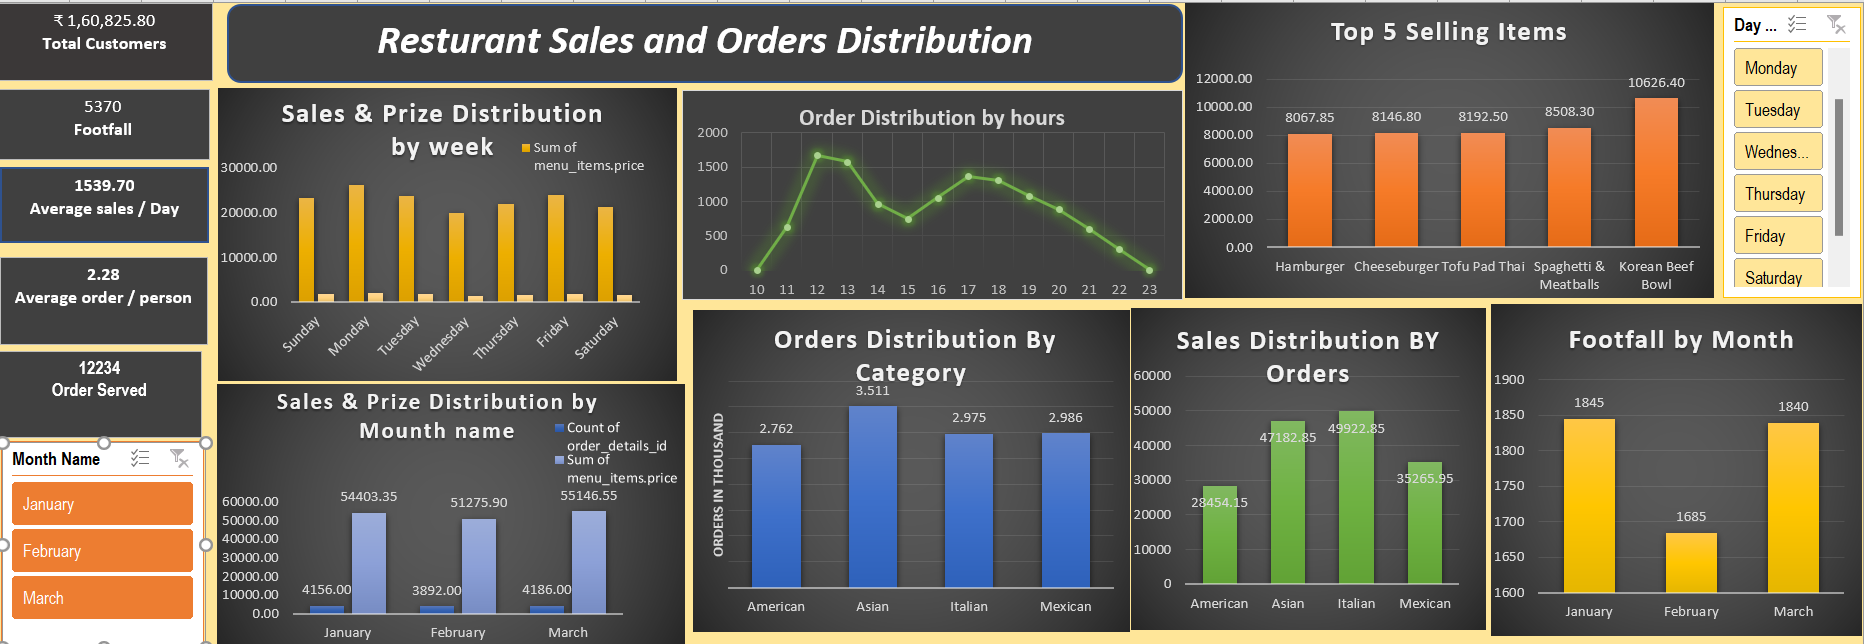 ₹ 1,60,825.80
Total Customers
5370
Footfall
1539.70
Average sales / Day
2.28
Average order / person
12234
Order Served
Month Name
January
February
March
Resturant Sales and Orders Distribution
Sales & Prize Distribution
by week
Sum of
menu_items.price
30000.00
20000.00
10000.00
0.00
Sunday
Monday
Tuesday
Wednesday
Thursday
Friday
Saturday
Order Distribution by hours
2000
1500
1000
500
0
10 11 12 13 14 15 16 17 18 19 20 21 22 23
Top 5 Selling Items
12000.00
10000.00
8000.00
6000.00
4000.00
2000.00
0.00
8067.85
8146.80
8192.50
8508.30
10626.40
Hamburger
Cheeseburger
Tofu Pad Thai
Spaghetti &
Meatballs
Korean Beef
Bowl
Day ...
Monday
Tuesday
Wednes...
Thursday
Friday
Saturday
Sales & Prize Distribution by
Mounth name
Count of
order_details_id
Sum of
menu_items.price
60000.00
50000.00
40000.00
30000.00
20000.00
10000.00
0.00
54403.35
51275.90
55146.55
4156.00
3892.00
4186.00
January
February
March
Orders Distribution By
Category
ORDERS IN THOUSAND
2.762
3.511
2.975
2.986
American
Asian
Italian
Mexican
Sales Distribution BY
Orders
60000
50000
40000
30000
20000
10000
0
28454.15
47182.85
49922.85
35265.95
American
Asian
Italian
Mexican
Footfall by Month
1900
1850
1800
1750
1700
1650
1600
1845
1685
1840
January
February
March